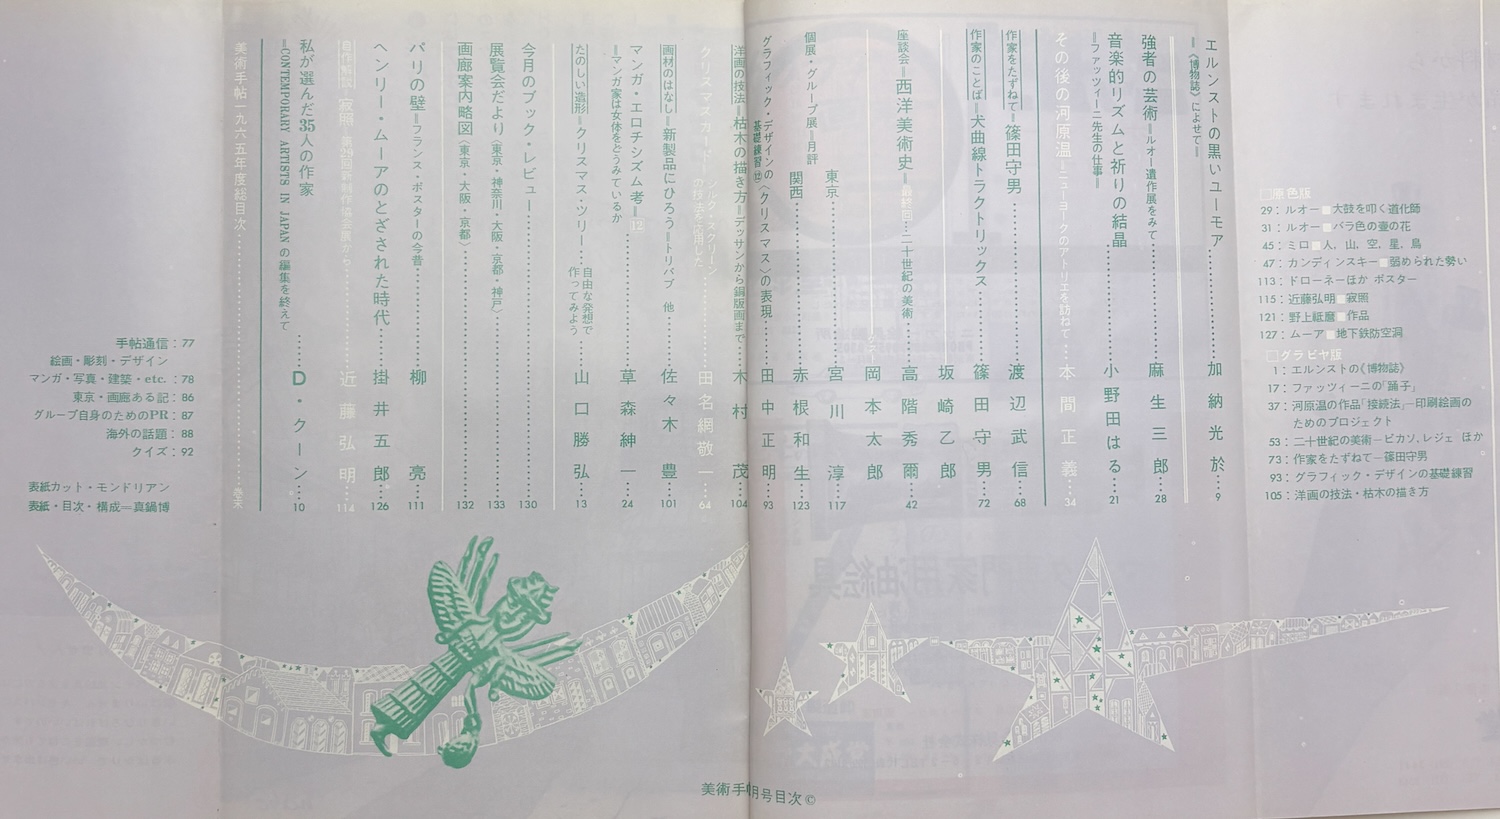 エルンストの黒いユーモア……加納光於…9
＝《博物誌》によせて＝
強者の芸術＝ルオー遺作展をみて……麻生三郎…28
音楽的リズムと祈りの結晶……小野田はる…21
＝ファッツィーニ先生の仕事＝
その後の河原温＝ニューヨークのアトリエを訪ねて……本間正義…34
作家をたずねて 篠田守男……渡辺武信…68
作家のことば 犬曲線トラクトリックス……篠田守男…72
坂崎乙郎
座談会＝西洋美術史＝最終回……二十世紀の美術……高階秀爾…42
岡本太郎
個展・グループ展＝月評
東京……宮川淳…117
関西……赤根和生…123
グラフィック・デザインの
基礎練習⑫〈クリスマス〉の表現……田中正明…93
洋画の技法＝枯木の描き方＝デッサンから銅版画まで……木村茂…104
クリスマスカード……田名網敬一…64
画材のはなし＝新製品にひろう＝トリパブ 他……佐々木豊…101
マンガ・エロチシズム考＝12……草森紳一…24
＝マンガ家は女体をどうみているか
たのしい造形＝クリスマス・ツリー……山口勝弘…13
自由な発想で
作ってみよう
今月のブック・レビュー……130
展覧会だより〈東京・神奈川・大阪・京都・神戸〉……133
画廊案内略図〈東京・大阪・京都〉……132
パリの壁＝フランス・ポスターの今昔……柳亮…111
ヘンリー・ムーアのとざされた時代……掛井五郎…126
自作解説＝寂照＝第29回新制作協会展から……近藤弘明…114
私が選んだ35人の作家……D・クーン…10
＝CONTEMPORARY ARTISTS IN JAPAN の編集を終えて
美術手帖一九六五年度総目次……巻末
□原色版
29：ルオー■大鼓を叩く道化師
31：ルオー■バラ色の壷の花
45：ミロ■人，山，空，星，鳥
47：カンディンスキー■弱められた勢い
113：ドローネーほか ポスター
115：近藤弘明■寂照
121：野上祗麿■作品
127：ムーア■地下鉄防空洞
□グラビヤ版
1：エルンストの《博物誌》
17：ファッツィーニの「踊子」
37：河原温の作品「接続法」―印刷絵画の
ためのプロジェクト
53：二十世紀の美術―ピカソ，レジェ ほか
73：作家をたずねて―篠田守男
93：グラフィック・デザインの基礎練習
105：洋画の技法・枯木の描き方
手帖通信：77
絵画・彫刻・デザイン
マンガ・写真・建築・etc.：78
東京・画廊ある記：86
グループ自身のためのPR：87
海外の話題：88
クイズ：92
表紙カット・モンドリアン
表紙・目次・構成＝真鍋博
美術手 月号目次©